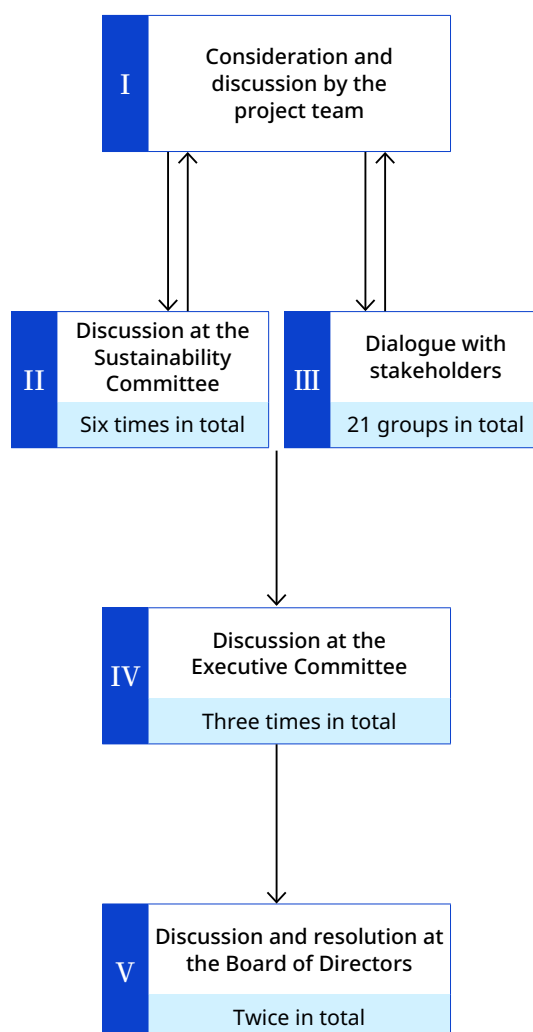 I
Consideration and
discussion by the
project team
II
Discussion at the
Sustainability
Committee
Six times in total
III
Dialogue with
stakeholders
21 groups in total
IV
Discussion at the
Executive Committee
Three times in total
V
Discussion and resolution at
the Board of Directors
Twice in total